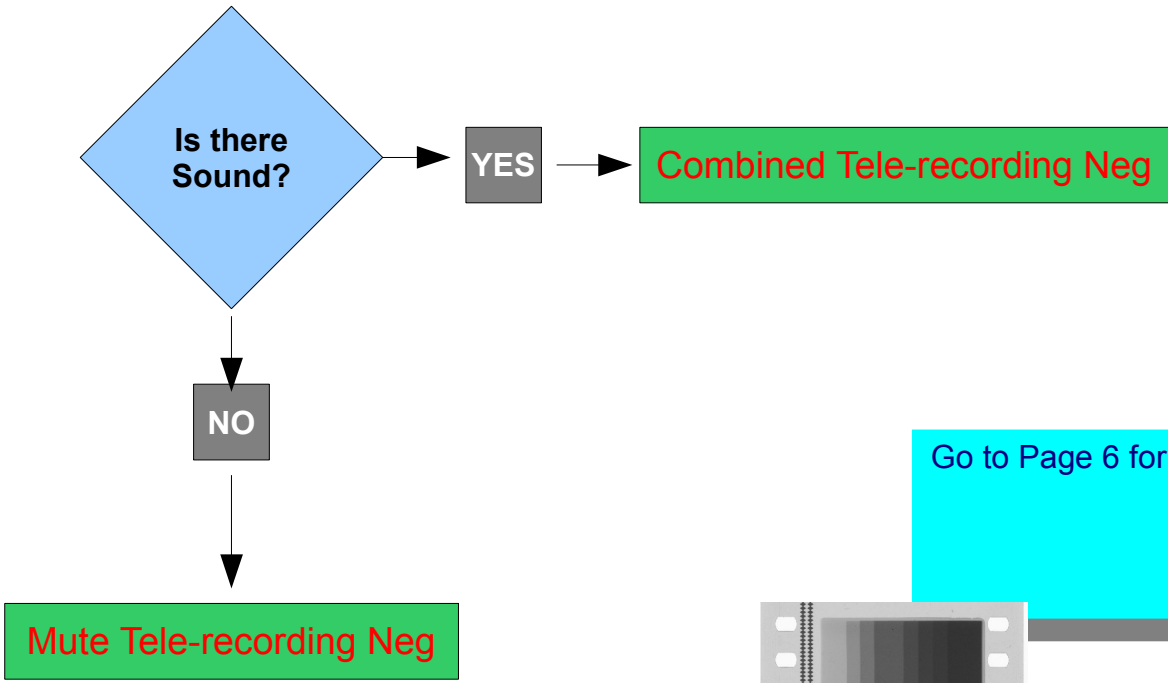 Is there
Sound?
YES
Combined Tele-recording Neg
NO
Go to Page 6 for
Mute Tele-recording Neg